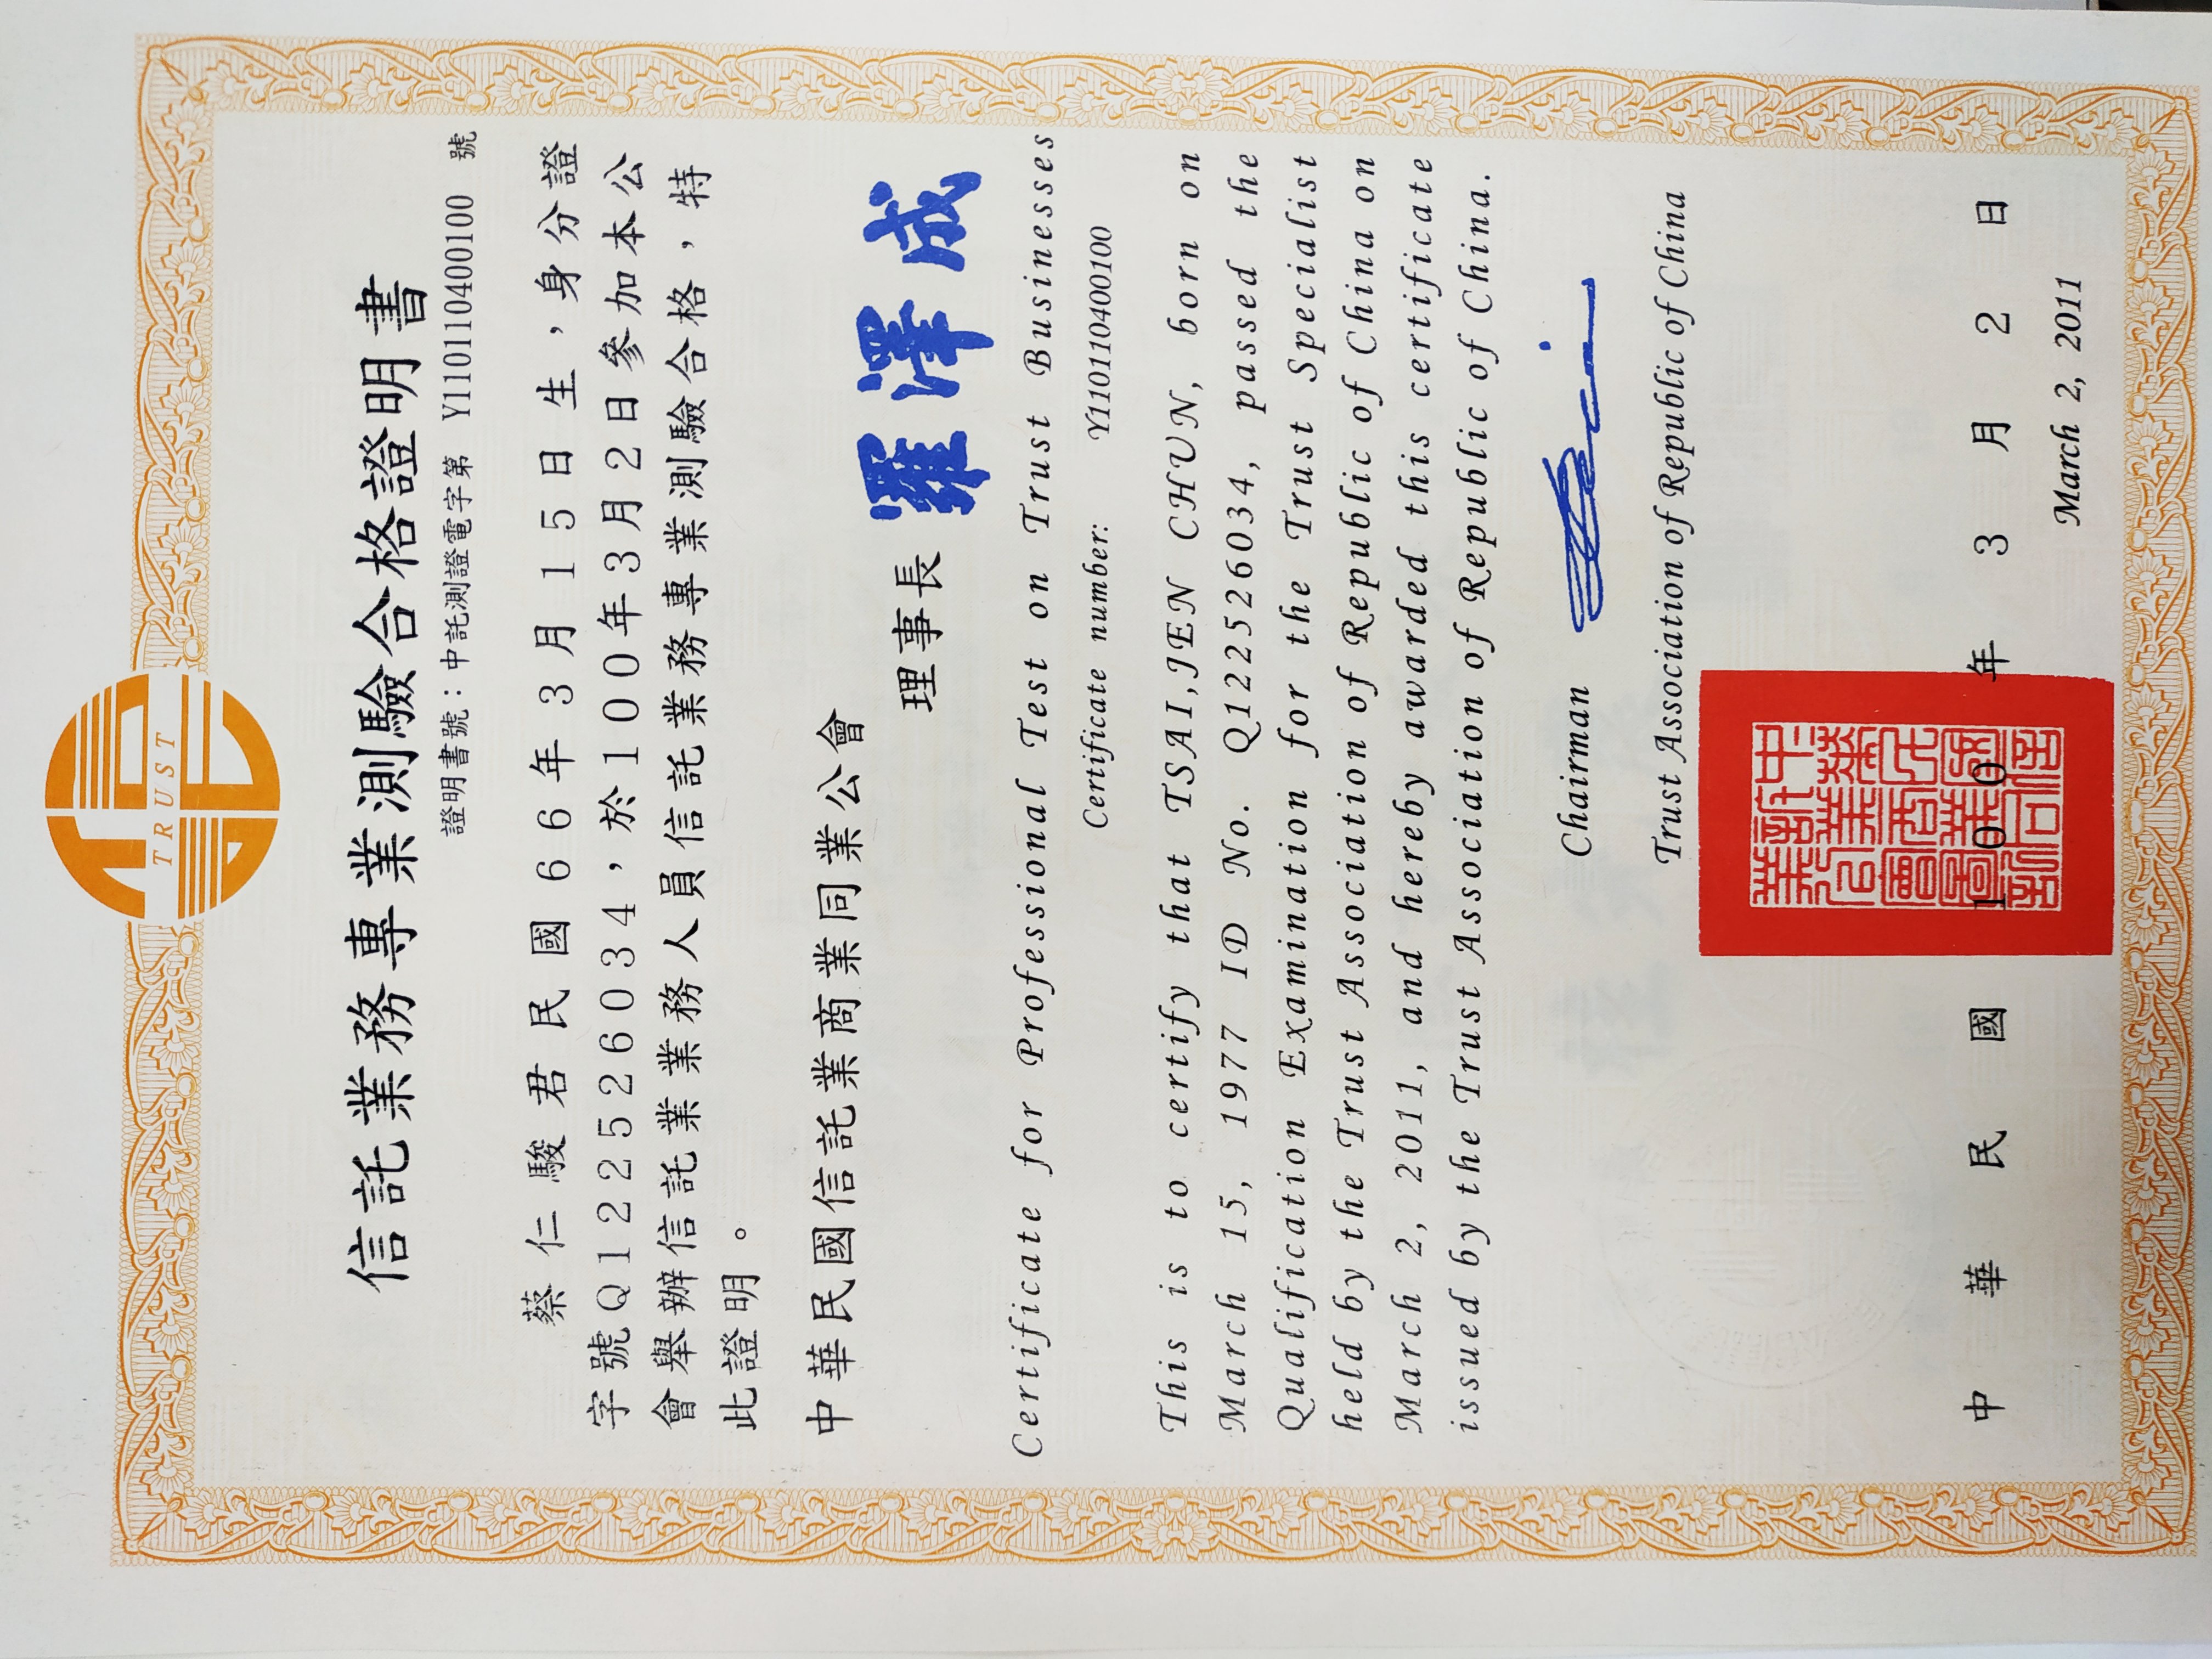 TRUST
信託業務專業測驗合格證明書
證明書號：中託測證電字第 Y110110400100 號
蔡仁駿君民國66年3月15日生，身分證
字號Q122526034，於100年3月2日參加本公
會舉辦信託業業務人員信託業務專業測驗合格，特
此證明。
中華民國信託業商業同業公會
理事長 羅澤成
Certificate for Professional Test on Trust Businesses
Certificate number: Y110110400100
This is to certify that TSAI,JEN CHUN, born on
March 15, 1977 ID No. Q122526034, passed the
Qualification Examination for the Trust Specialist
held by the Trust Association of Republic of China on
March 2, 2011, and hereby awarded this certificate
issued by the Trust Association of Republic of China.
Chairman
Trust Association of Republic of China
中華民國信
託業商業同
業公會圖記
中華民國100年3月2日
March 2, 2011